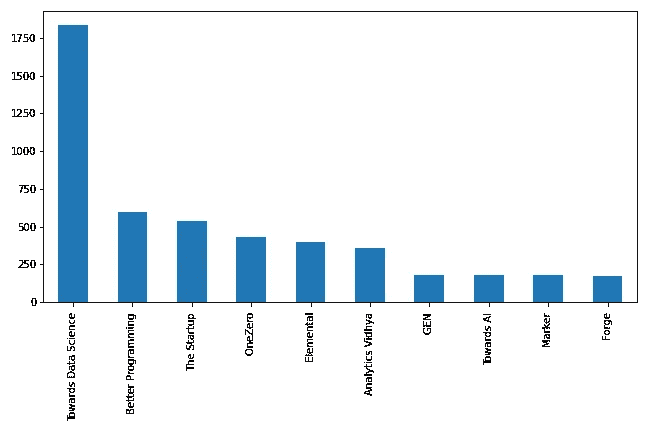 1750
1500
1250
1000
750
500
250
0
Towards Data Science
Better Programming
The Startup
OneZero
Elemental
Analytics Vidhya
GEN
Towards AI
Marker
Forge